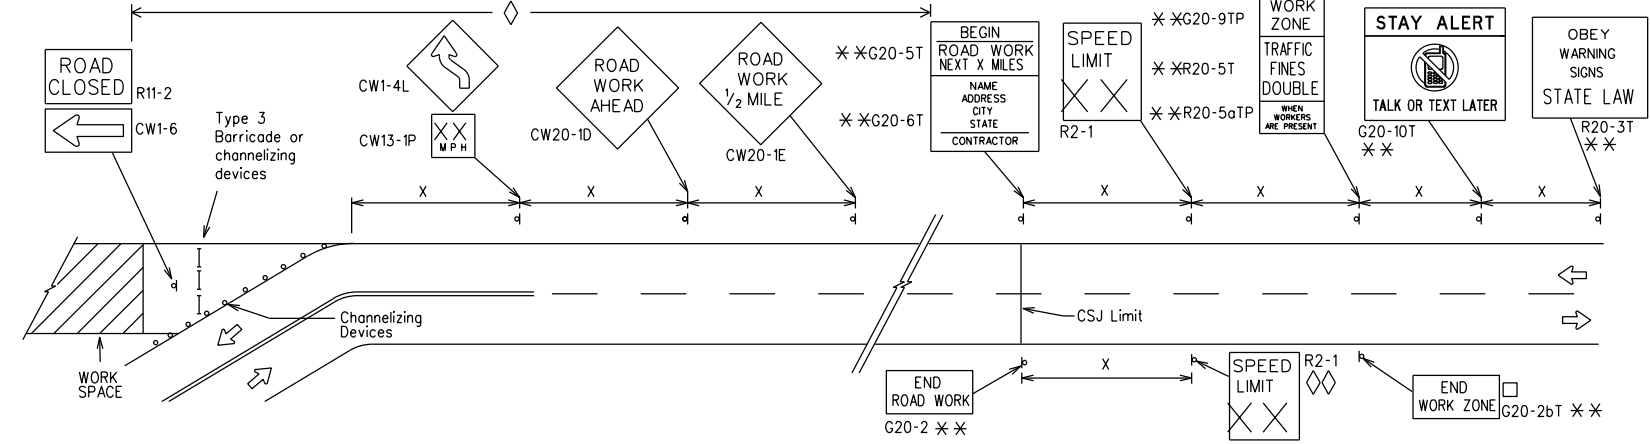 ROAD
CLOSED
R11-2
CW1-6
Type 3
Barricade or
channelizing
devices
CW1-4L
XX
MPH
CW13-1P
ROAD
WORK
AHEAD
CW20-1D
ROAD
WORK
1/2 MILE
CW20-1E
**G20-5T
**G20-6T
BEGIN
ROAD WORK
NEXT X MILES
NAME
ADDRESS
CITY
STATE
CONTRACTOR
SPEED
LIMIT
XX
R2-1
**G20-9TP
**R20-5T
**R20-5aTP
WORK
ZONE
TRAFFIC
FINES
DOUBLE
WHEN
WORKERS
ARE PRESENT
STAY ALERT
TALK OR TEXT LATER
G20-10T
**
OBEY
WARNING
SIGNS
STATE LAW
R20-3T
**
X
X
X
X
X
X
X
Channelizing
Devices
WORK
SPACE
CSJ Limit
END
ROAD WORK
G20-2 **
X
SPEED
LIMIT
XX
R2-1
END
WORK ZONE
G20-2bT **